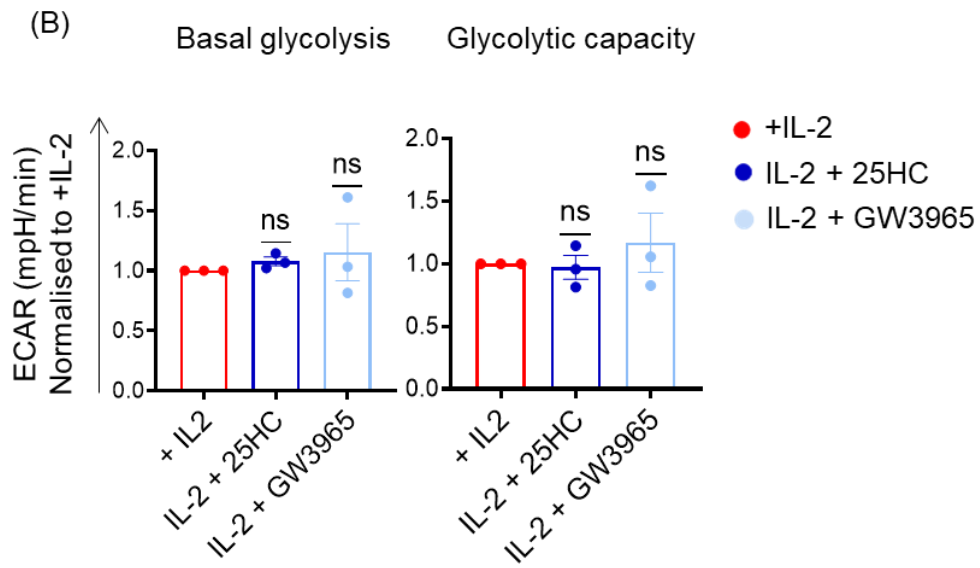 (B)
Basal glycolysis
Glycolytic capacity
ECAR (mpH/min)
Normalised to +IL-2
2.0
1.5
1.0
0.5
0.0
ns
ns
+ IL2
IL-2 + 25HC
IL-2 + GW3965
2.0
1.5
1.0
0.5
0.0
ns
ns
+ IL2
IL-2 + 25HC
IL-2 + GW3965
+IL-2
IL-2 + 25HC
IL-2 + GW3965